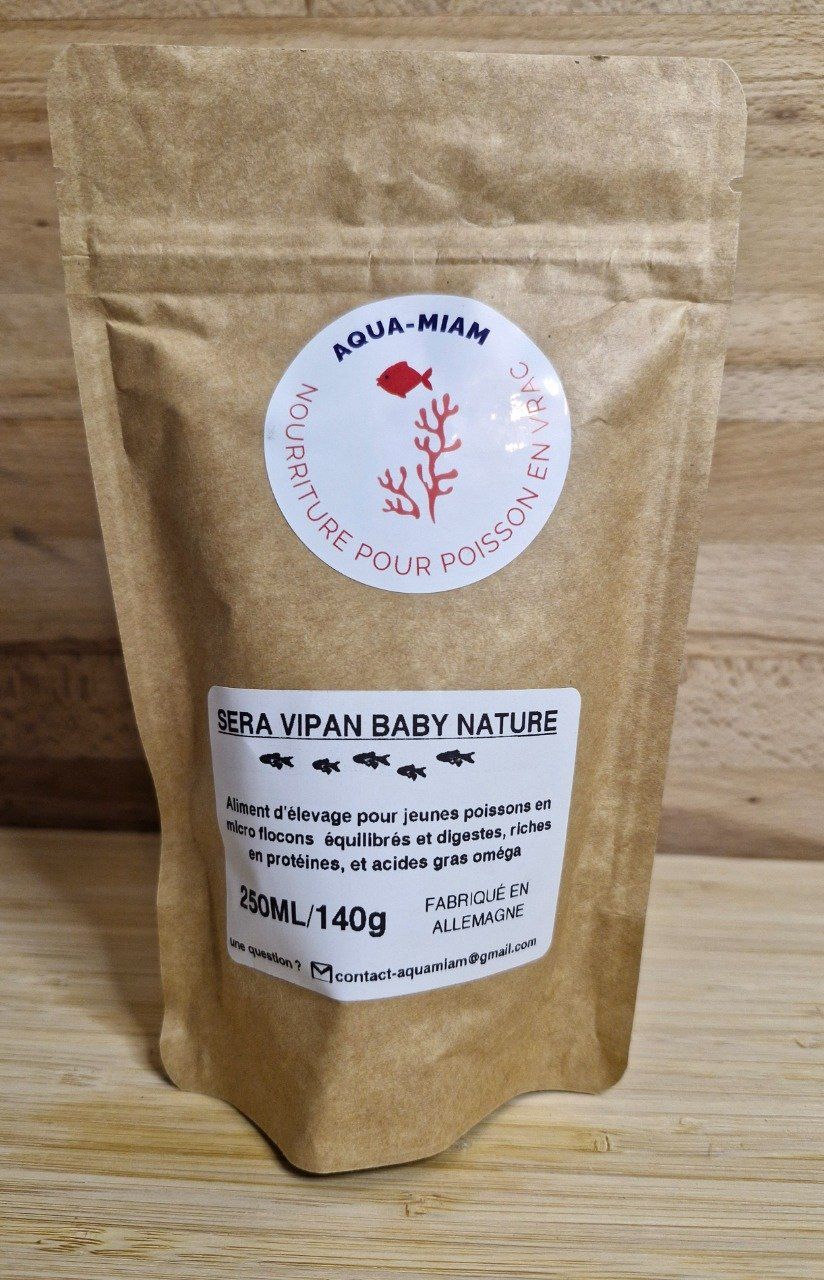 AQUA-MIAM
NOURRITURE POUR POISSON EN VRAC
SERA VIPAN BABY NATURE
Aliment d'élevage pour jeunes poissons en
micro flocons équilibrés et digestes, riches
en protéines, et acides gras oméga
250ML/140g
FABRIQUÉ EN
ALLEMAGNE
une question ?
contact-aquamiam@gmail.com